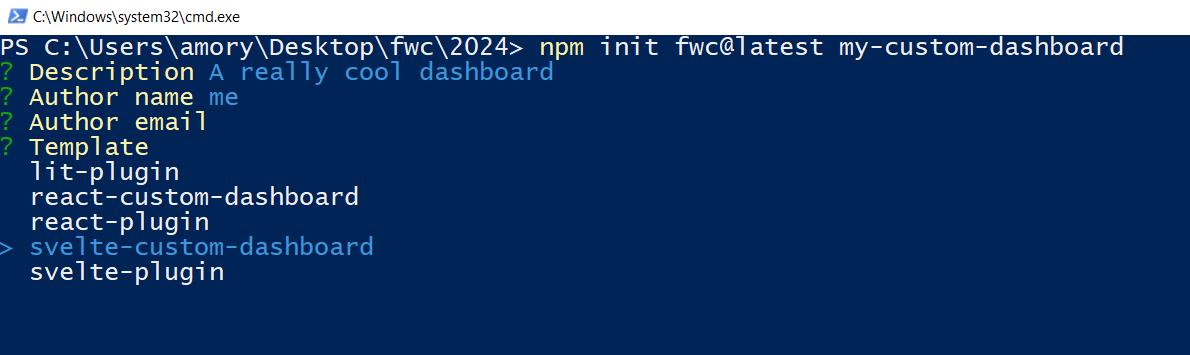 C:\Windows\system32\cmd.exe
PS C:\Users\amory\Desktop\fwc\2024> npm init fwc@latest my-custom-dashboard
? Description A really cool dashboard
? Author name me
? Author email
? Template
lit-plugin
react-custom-dashboard
react-plugin
> svelte-custom-dashboard
svelte-plugin